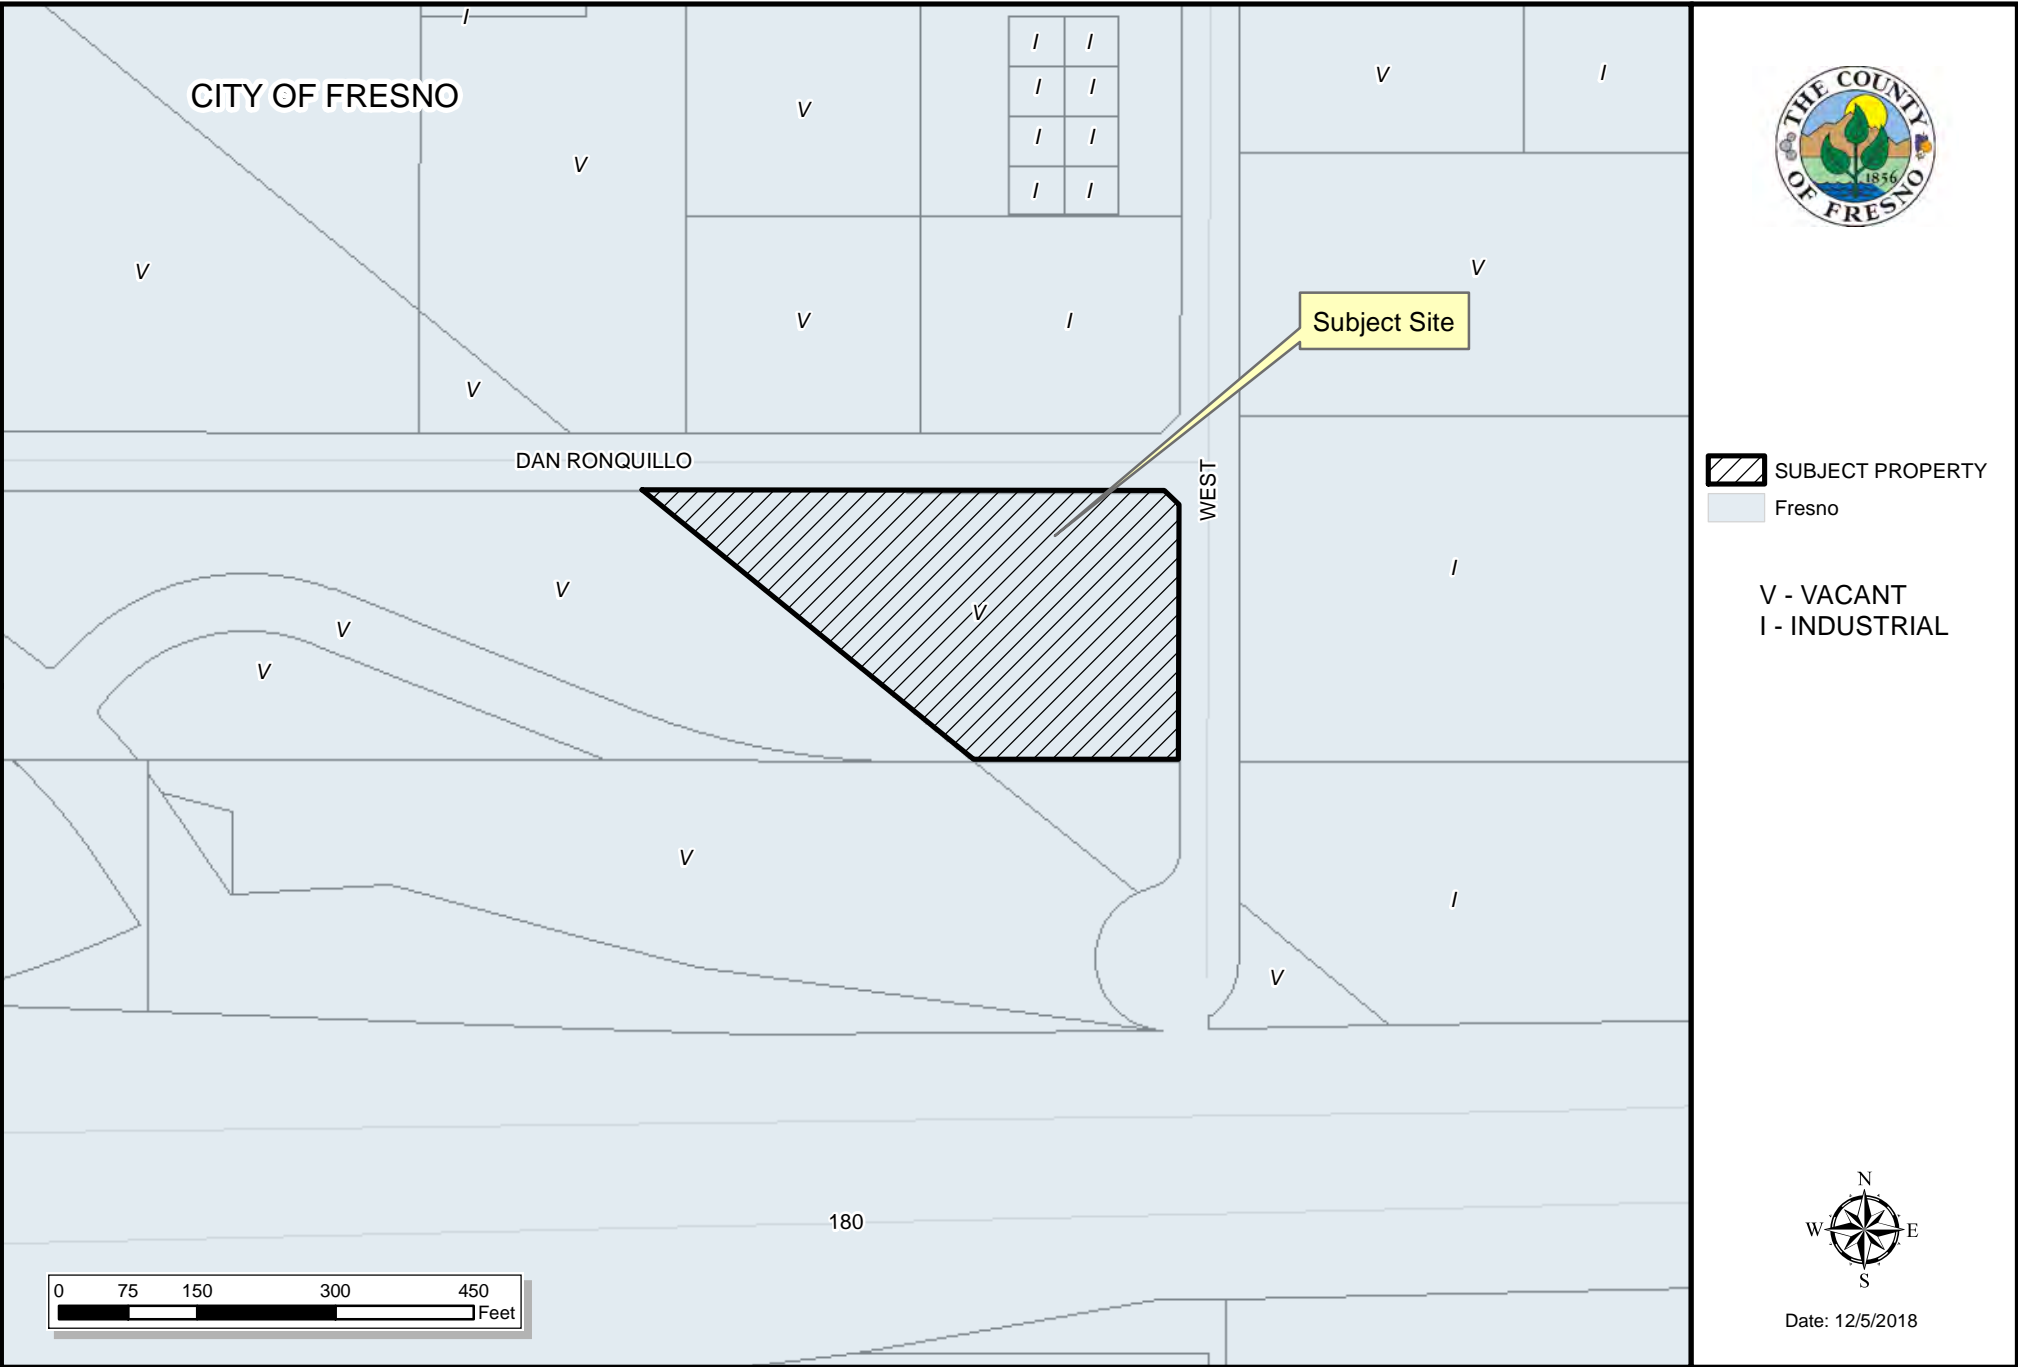 I
CITY OF FRESNO
V
V
V
V
V
I
I I
I I
I I
I I
V
I
V
Subject Site
DAN RONQUILLO
WEST
V
V
V
V
V
I
I
V
180
0 75 150 300 450
Feet
THE COUNTY
OF FRESNO
1856
SUBJECT PROPERTY
Fresno
V - VACANT
I - INDUSTRIAL
N
W E
S
Date: 12/5/2018